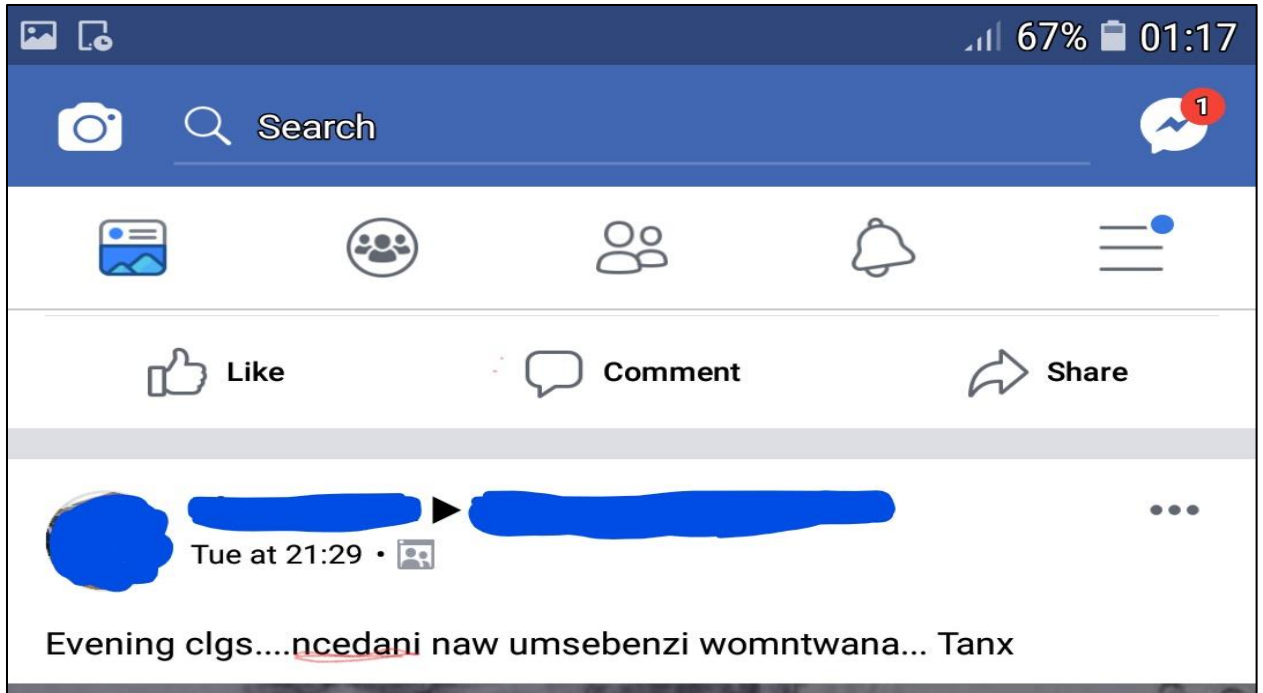 67% 01:17
Search 1
Like Comment Share
Tue at 21:29 •
Evening clgs....ncedani naw umsebenzi womntwana... Tanx